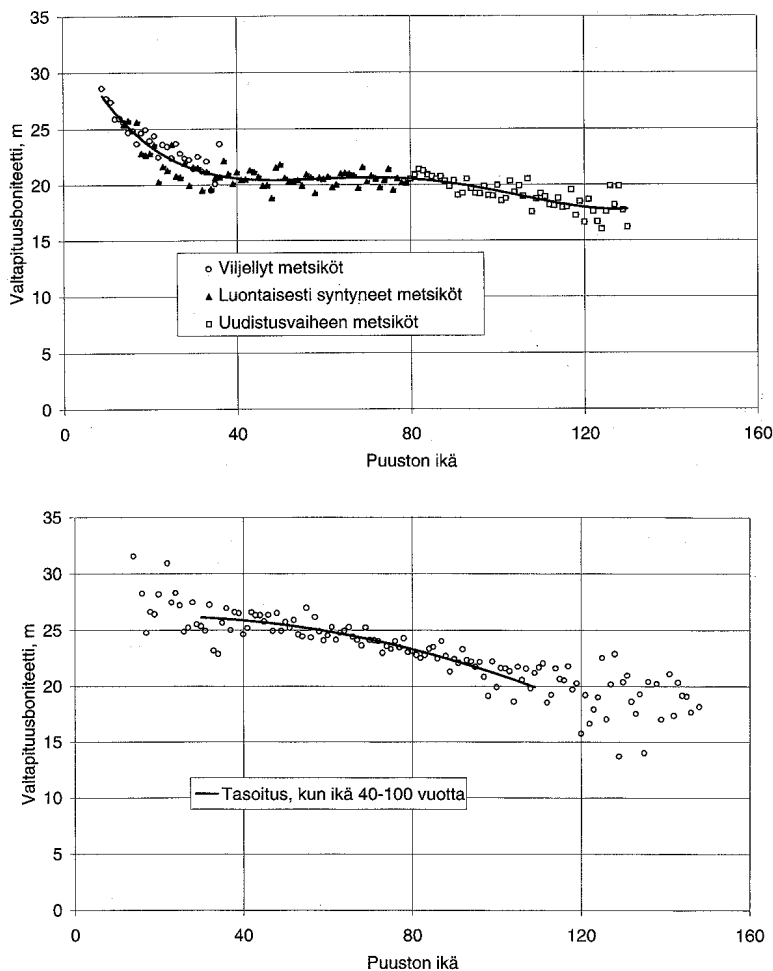 35
30
25
20
15
10
5
0
Valtapituusboniteetti, m
Viljellyt metsiköt
Luontaisesti syntyneet metsiköt
Uudistusvaiheen metsiköt
0 40 80 120 160
Puuston ikä
35
30
25
20
15
10
5
0
Valtapituusboniteetti, m
Tasoitus, kun ikä 40-100 vuotta
0 40 80 120 160
Puuston ikä